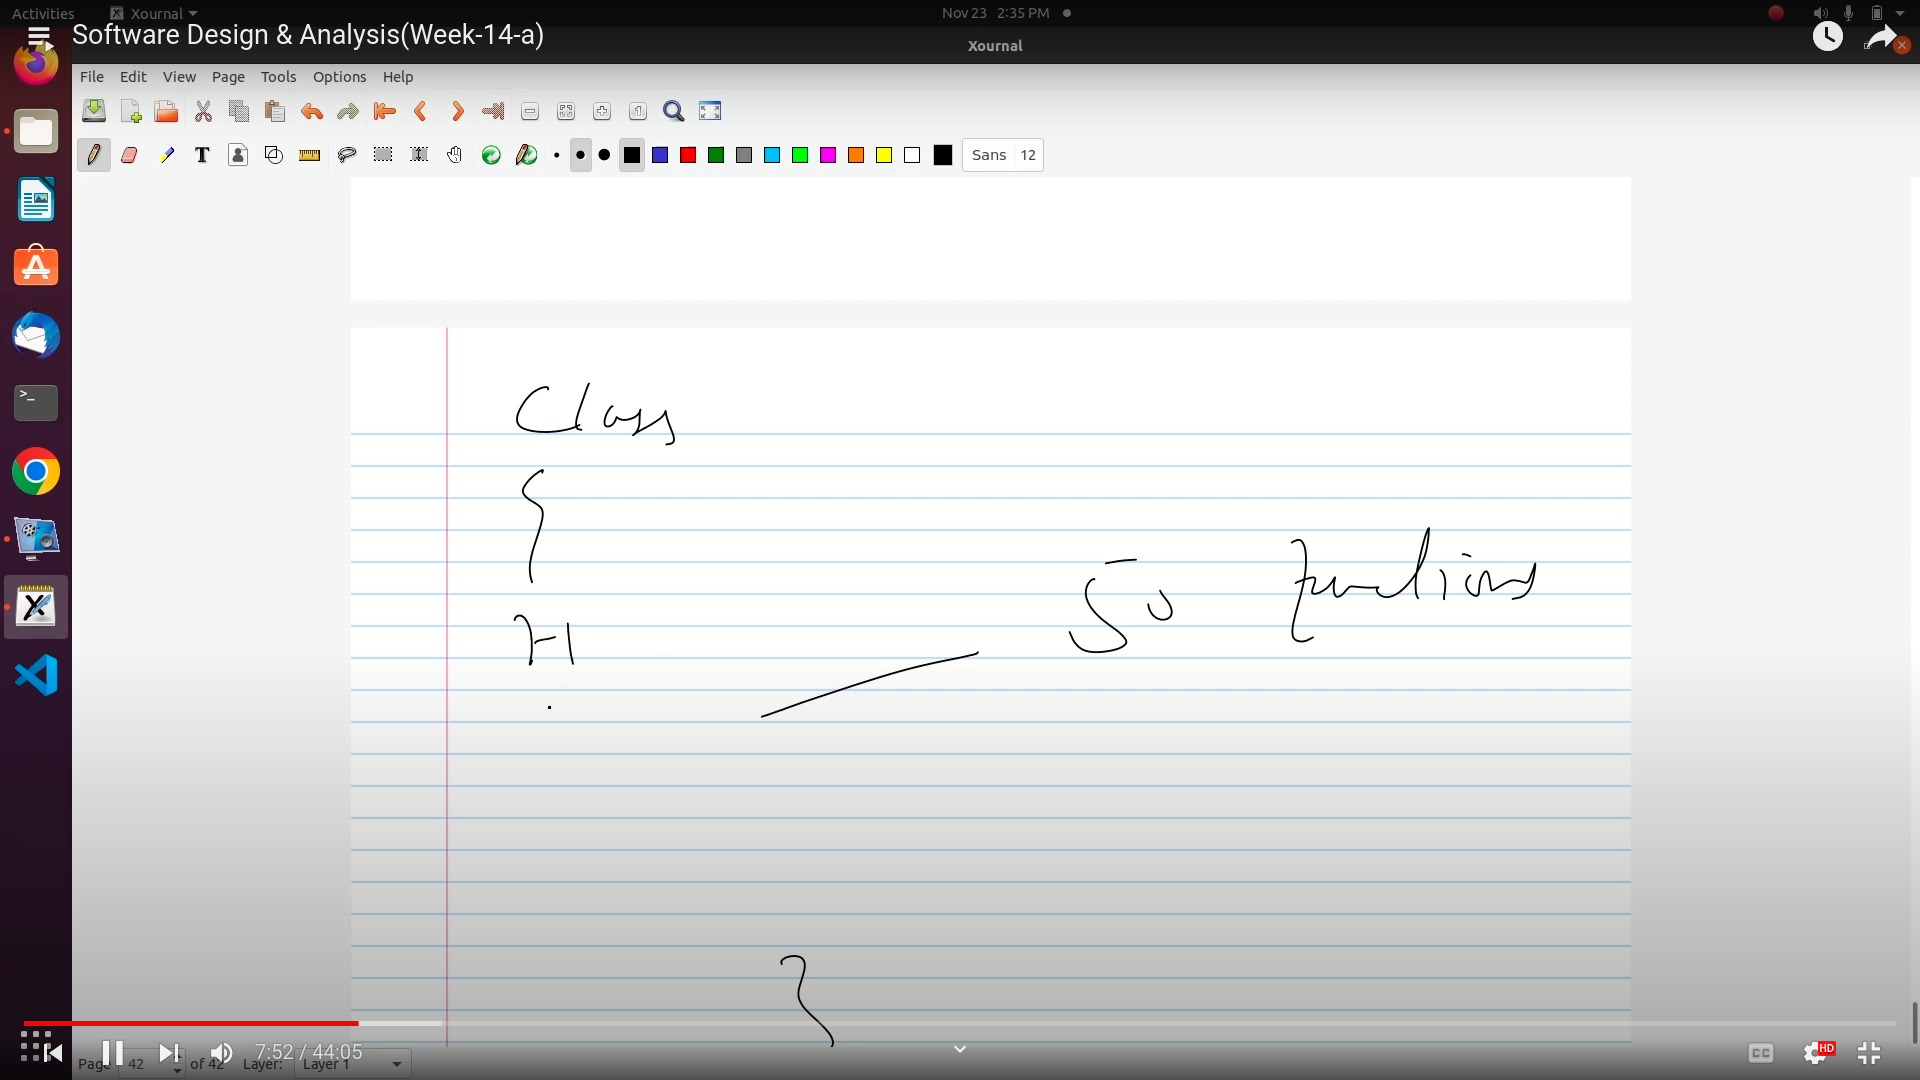 Activities Xournal Nov 23 2:35 PM
Software Design & Analysis(Week-14-a)
Xournal
File Edit View Page Tools Options Help
T Sans 12
Class
{
50 functions
}
7:52 / 44:05 CC HD
Page 42 of 42 Layer: Layer 1